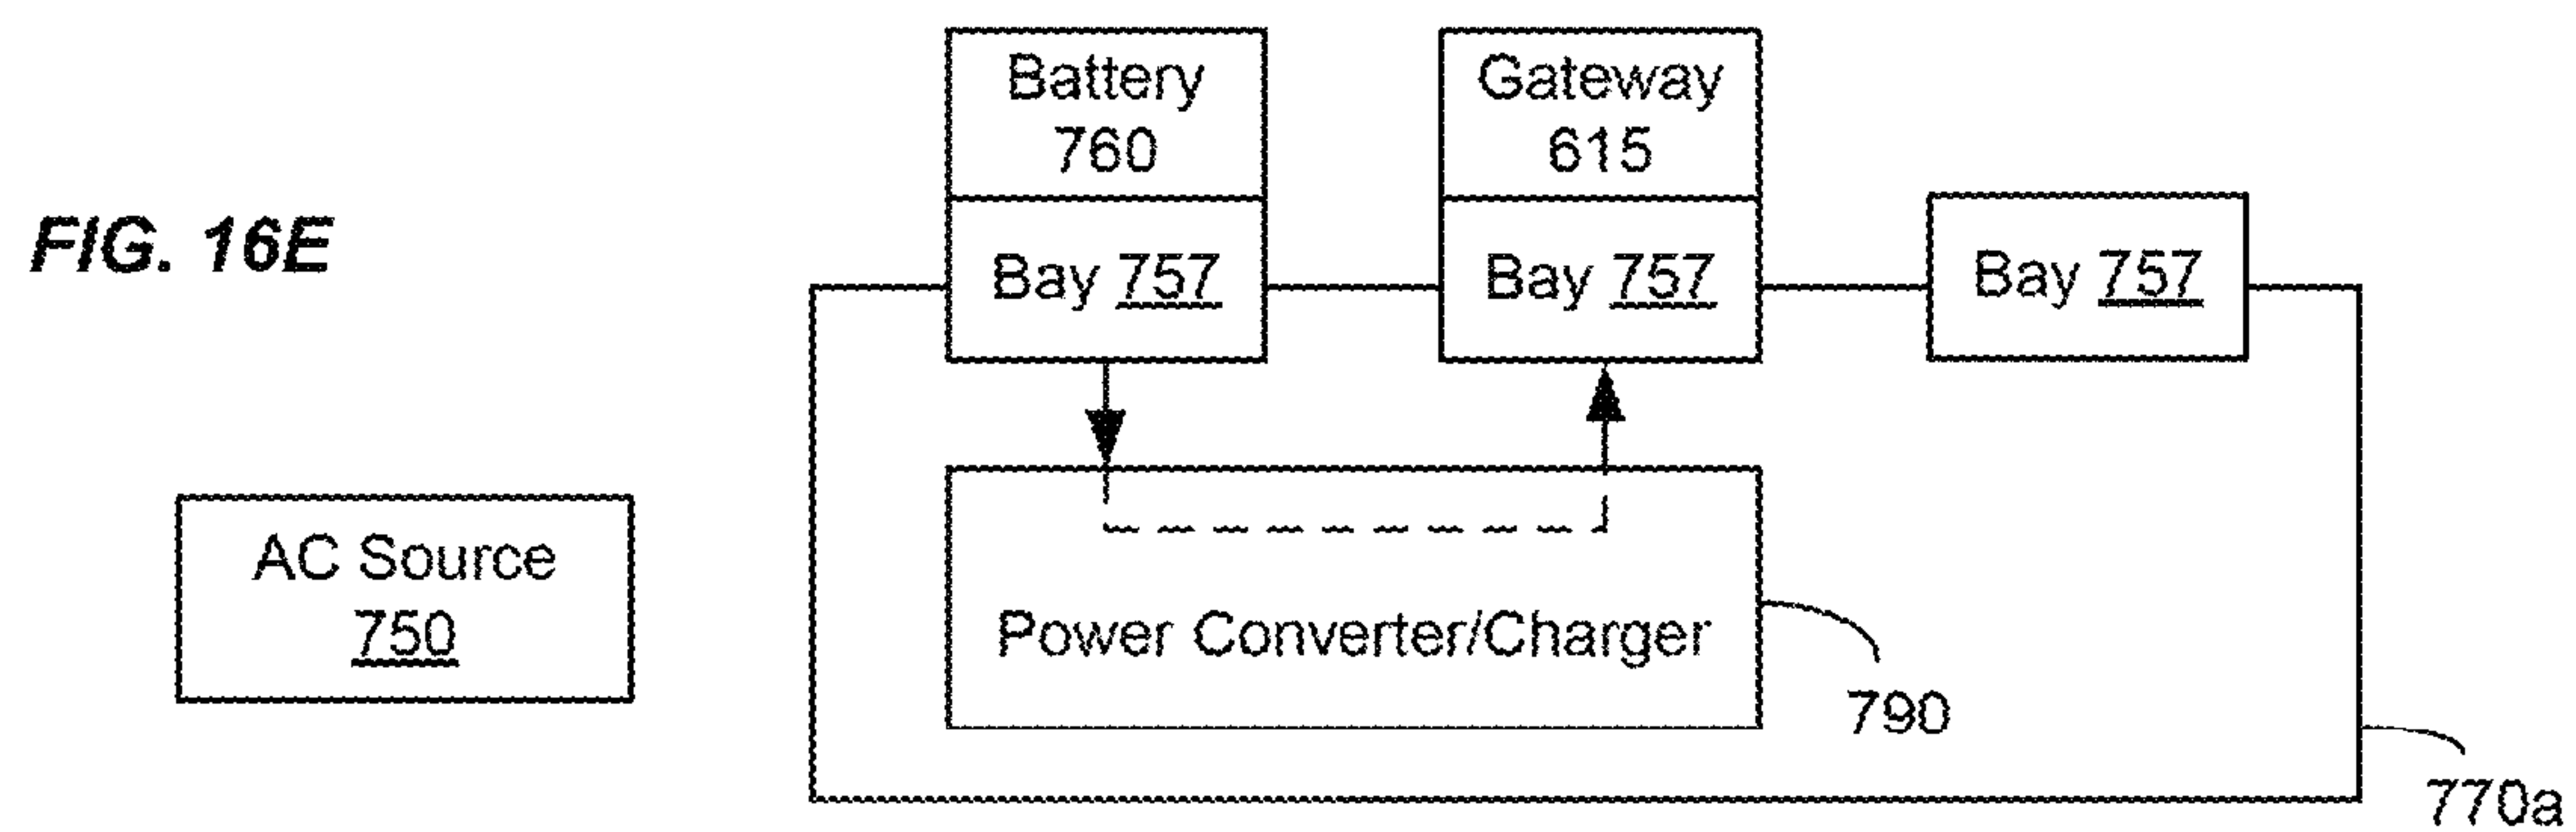 Battery
760
Gateway
615
FIG. 16E
Bay 757
Bay 757
Bay 757
AC Source
750
Power Converter/Charger
790
770a